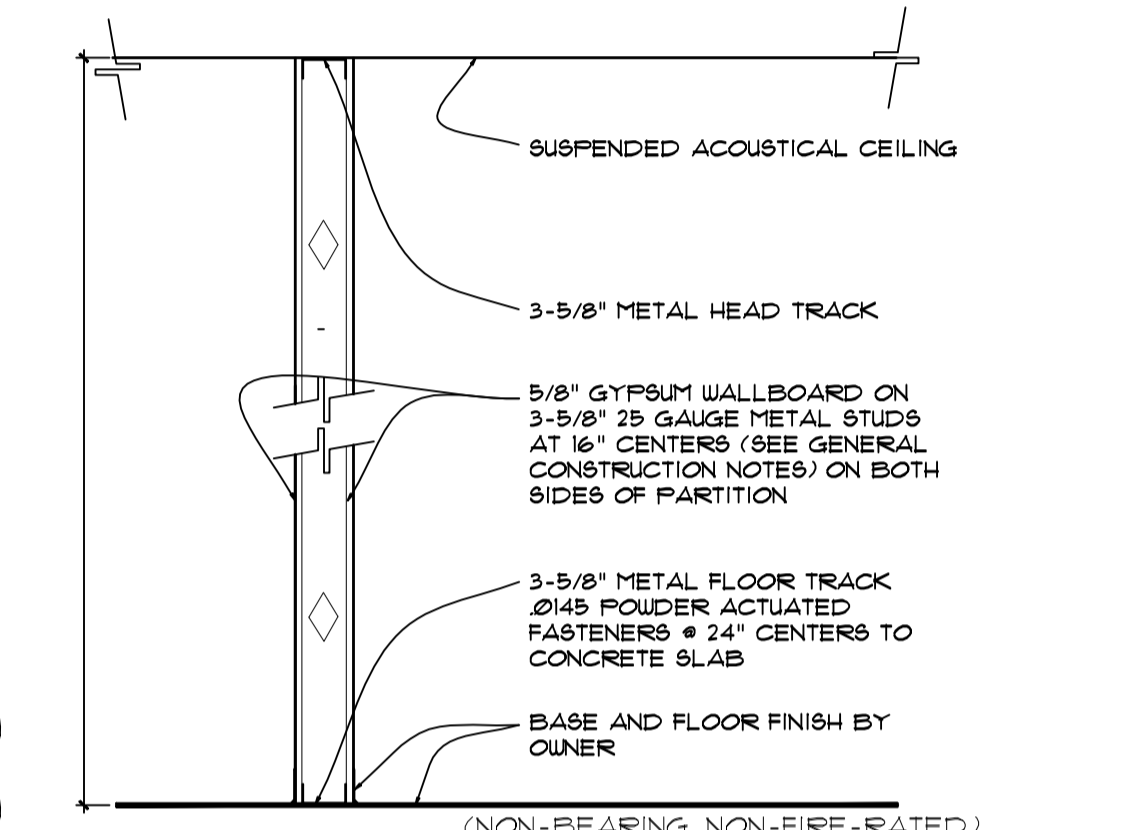 SUSPENDED ACOUSTICAL CEILING
3-5/8" METAL HEAD TRACK
5/8" GYPSUM WALLBOARD ON
3-5/8" 25 GAUGE METAL STUDS
AT 16" CENTERS (SEE GENERAL
CONSTRUCTION NOTES) ON BOTH
SIDES OF PARTITION
3-5/8" METAL FLOOR TRACK
.0145 POWDER ACTUATED
FASTENERS @ 24" CENTERS TO
CONCRETE SLAB
BASE AND FLOOR FINISH BY
OWNER
(NON-BEARING, NON-FIRE-RATED)